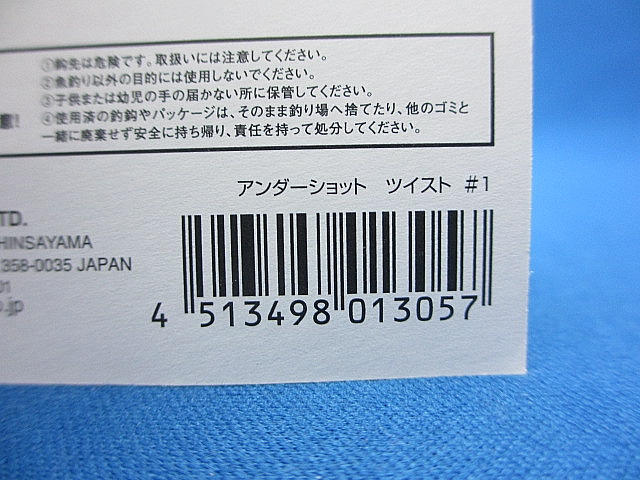 ①鈎先は危険です。取扱いには注意してください。
②魚釣り以外の目的には使用しないでください。
③子供または幼児の手の届かない所に保管してください。
④使用済の釣鈎やパッケージは、そのまま釣り場へ捨てたり、他のゴミと
一緒に廃棄せず安全に持ち帰り、責任を持って処分してください。
意!
アンダーショット ツイスト #1
TD.
HINSAYAMA
358-0035 JAPAN
01
.jp
4 513498 013057